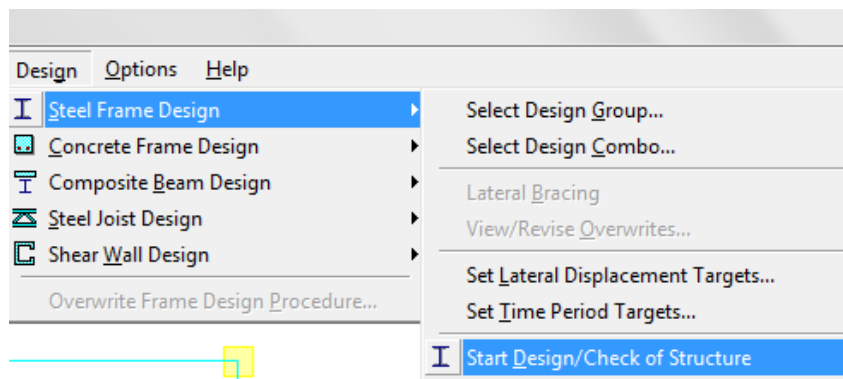 Design Options Help
Steel Frame Design
Concrete Frame Design
Composite Beam Design
Steel Joist Design
Shear Wall Design
Overwrite Frame Design Procedure...
Select Design Group...
Select Design Combo...
Lateral Bracing
View/Revise Overwrites...
Set Lateral Displacement Targets...
Set Time Period Targets...
Start Design/Check of Structure